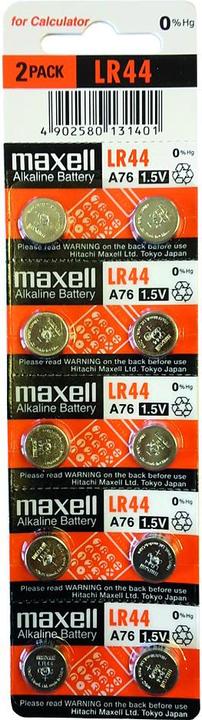 for Calculator 0%Hg
2PACK LR44
4 902580 131401
maxell LR44 0%Hg
Alkaline Battery A76 1.5V
Please read WARNING on the back before use
Hitachi Maxell Ltd. Tokyo Japan
maxell LR44 0%Hg
Alkaline Battery A76 1.5V
Please read WARNING on the back before use
Hitachi Maxell Ltd. Tokyo Japan
maxell LR44 0%Hg
Alkaline Battery A76 1.5V
Please read WARNING on the back before use
Hitachi Maxell Ltd. Tokyo Japan
maxell LR44 0%Hg
Alkaline Battery A76 1.5V
Please read WARNING on the back before use
Hitachi Maxell Ltd. Tokyo Japan
maxell LR44 0%Hg
Alkaline Battery A76 1.5V
LR44
Please read WARNING on the back before use
Hitachi Maxell Ltd. Tokyo Japan